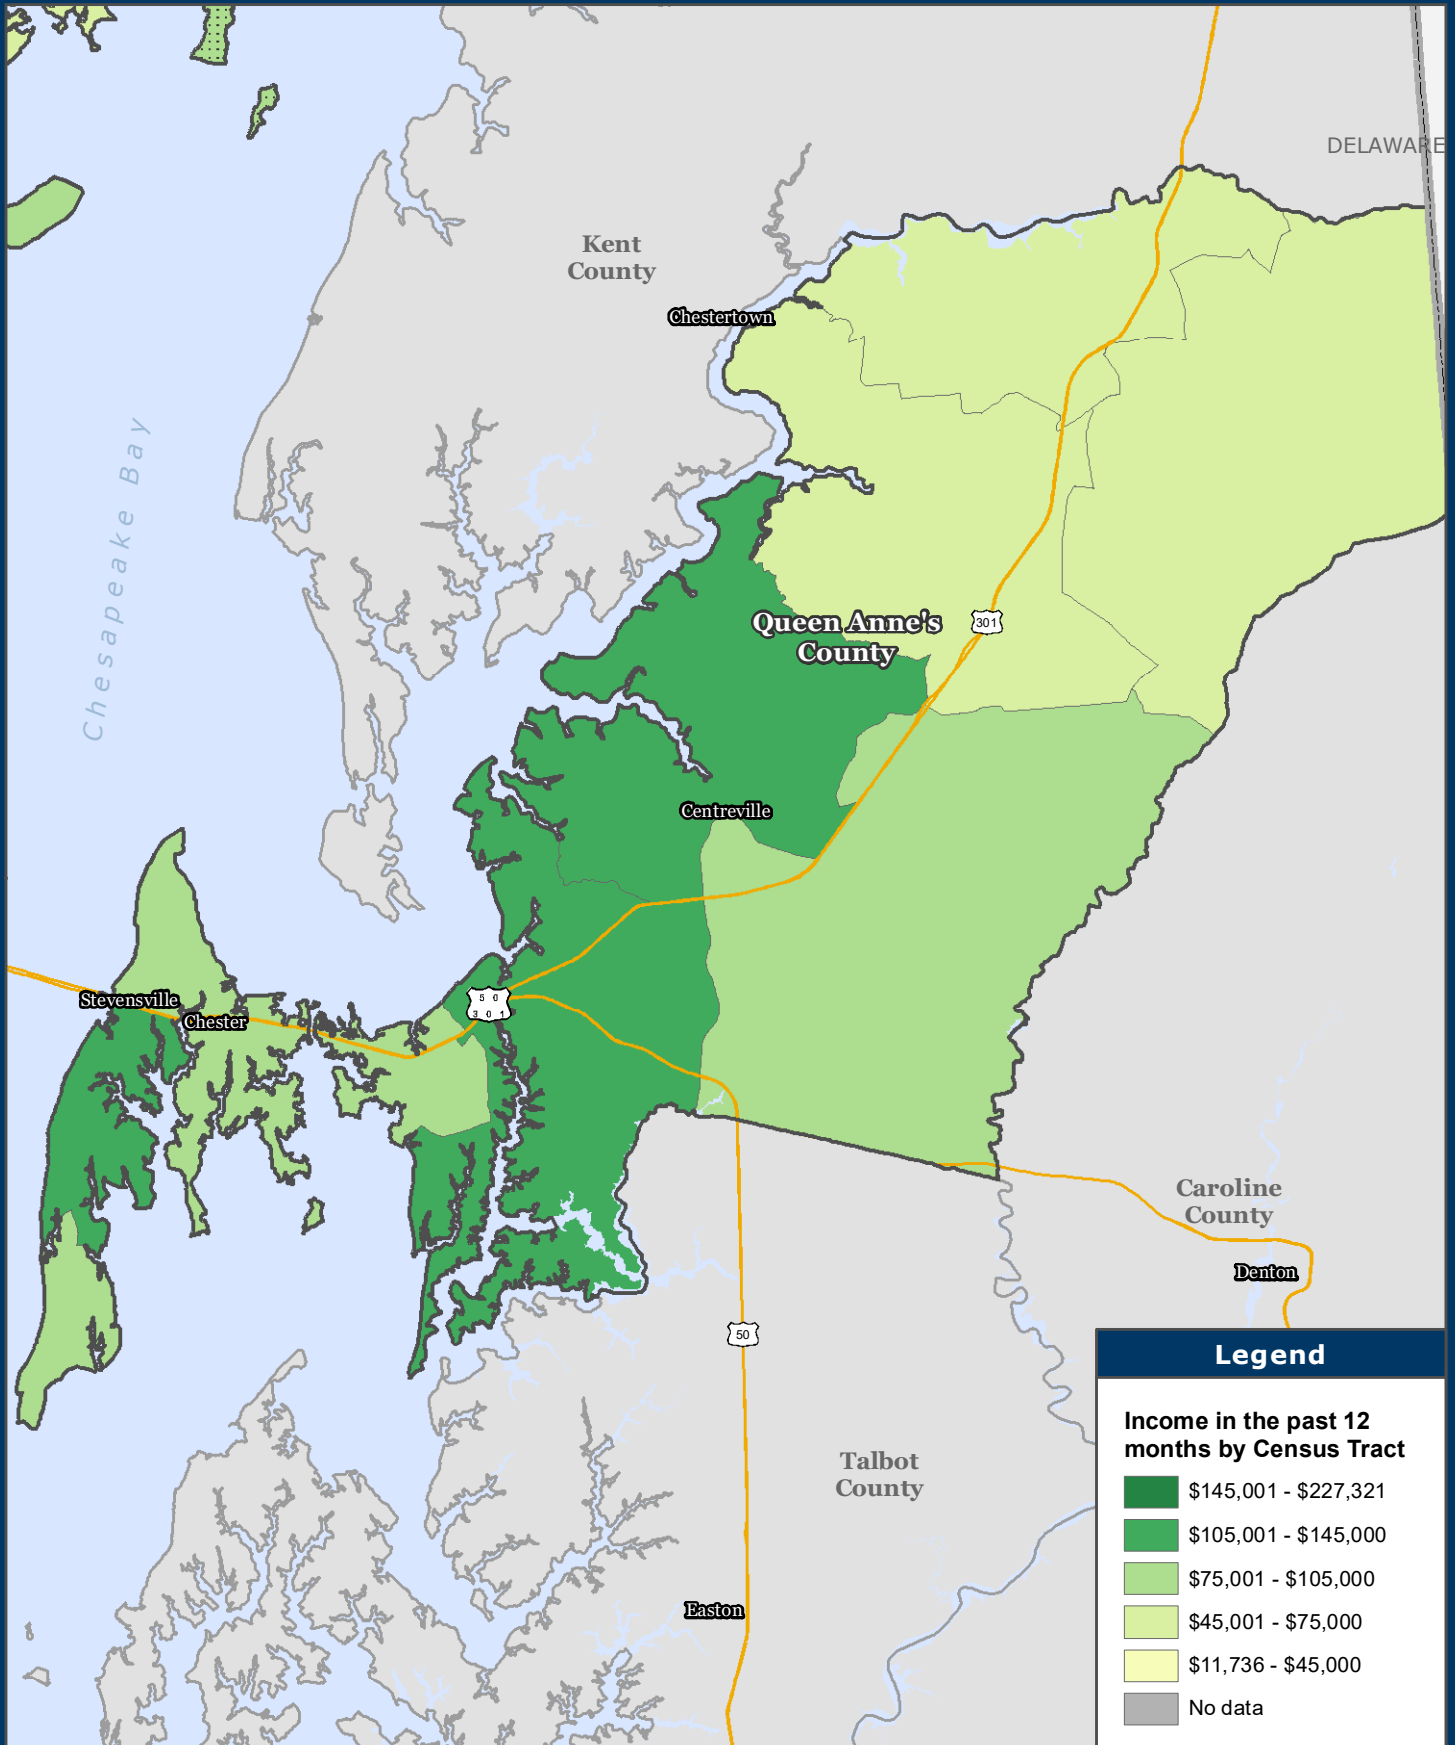 DELAWARE
Kent
County
Chestertown
Chesapeake Bay
Queen Anne's
County
301
Centreville
Stevensville
Chester
50
301
Caroline
County
Denton
50
Talbot
County
Easton
Legend
Income in the past 12
months by Census Tract
$145,001 - $227,321
$105,001 - $145,000
$75,001 - $105,000
$45,001 - $75,000
$11,736 - $45,000
No data